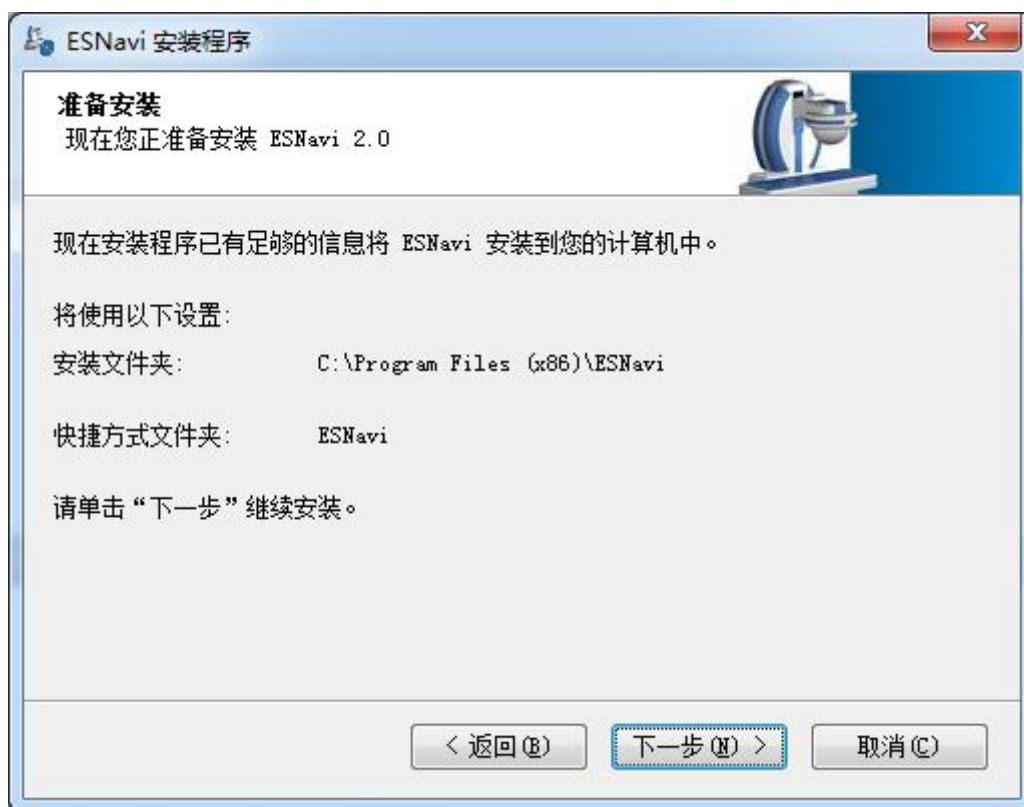 ESNavi 安装程序
准备安装
现在您正准备安装 ESNavi 2.0
现在安装程序已有足够的信息将 ESNavi 安装到您的计算机中。
将使用以下设置:
安装文件夹: C:\Program Files (x86)\ESNavi
快捷方式文件夹: ESNavi
请单击“下一步”继续安装。
< 返回(B) 下一步(N) > 取消(C)